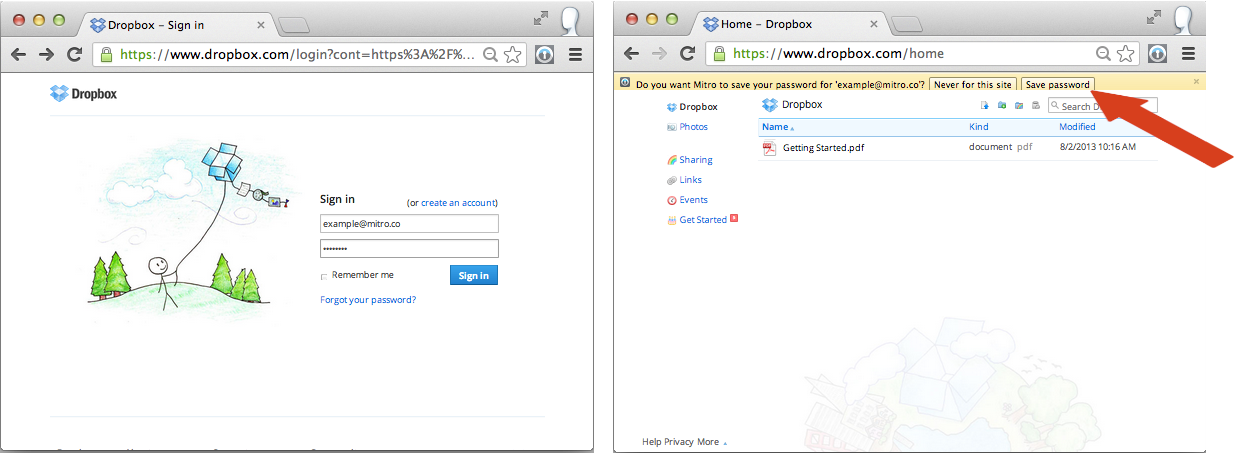 Dropbox – Sign in
https://www.dropbox.com/login?cont=https%3A%2F%...
Dropbox
Sign in
(or create an account)
example@mitro.co
••••••••
Remember me
Sign in
Forgot your password?
Home – Dropbox
https://www.dropbox.com/home
Do you want Mitro to save your password for 'example@mitro.co'? Never for this site Save password
Dropbox
Photos
Sharing
Links
Events
Get Started
Dropbox
Search D
Name Kind Modified
Getting Started.pdf document pdf 8/2/2013 10:16 AM
Help Privacy More